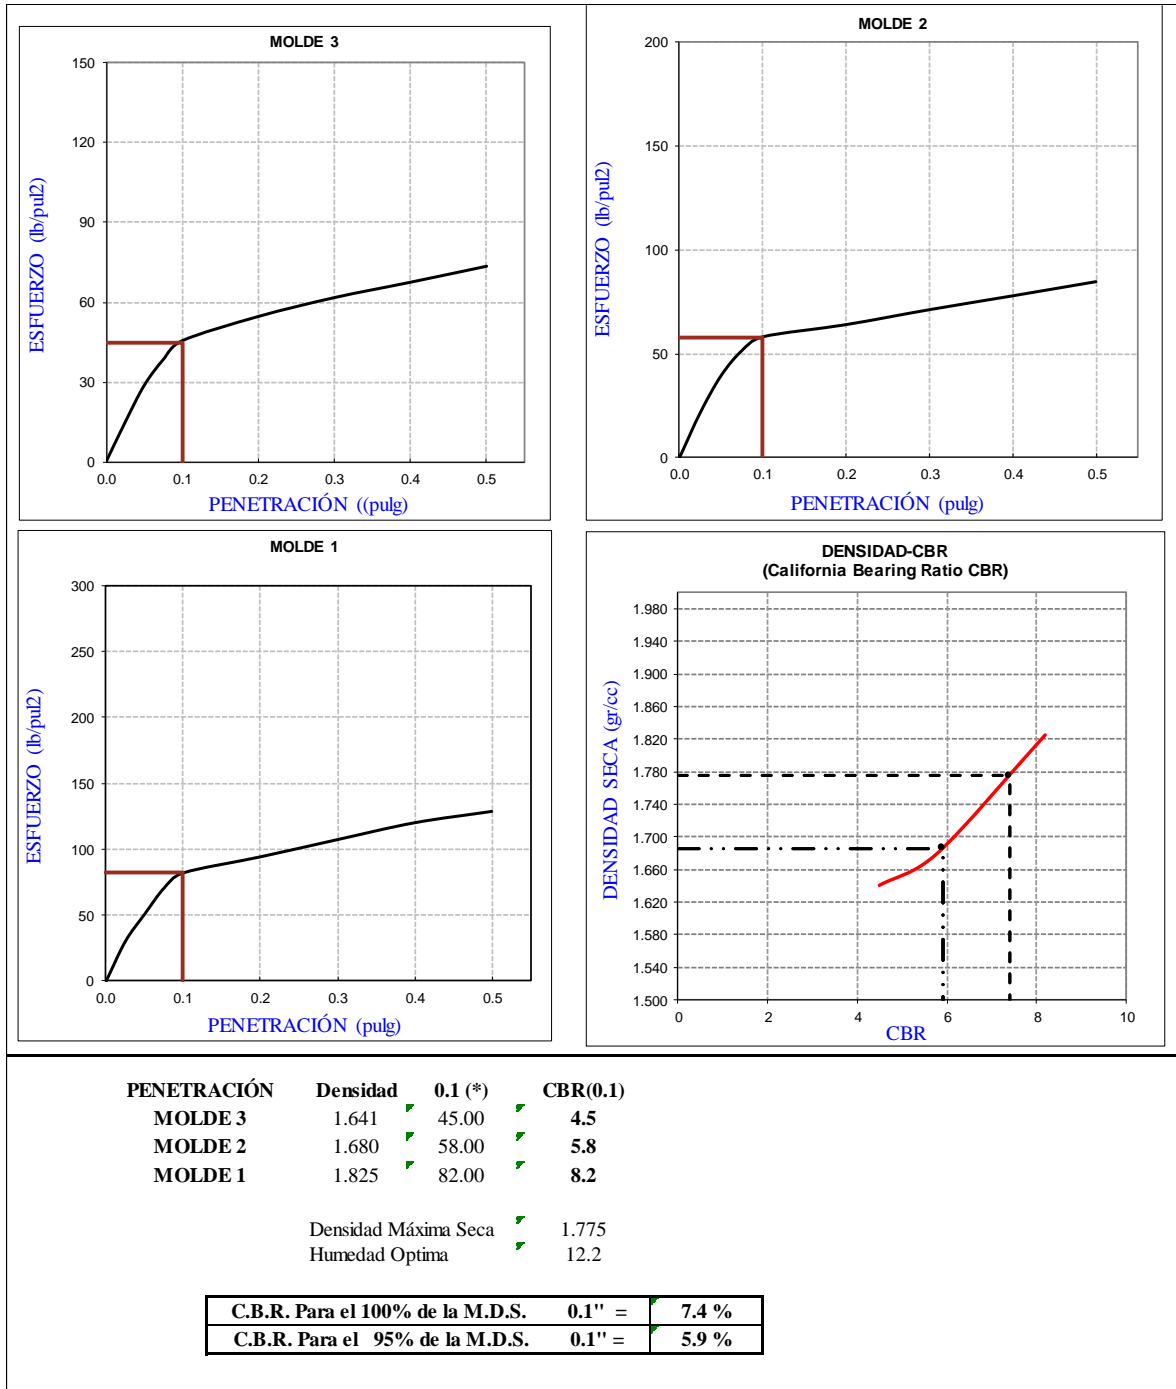 MOLDE 3
150
120
90
60
30
0
0.0 0.1 0.2 0.3 0.4 0.5
ESFUERZO (lb/pul2)
PENETRACIÓN ((pulg)
MOLDE 2
200
150
100
50
0
0.0 0.1 0.2 0.3 0.4 0.5
ESFUERZO (lb/pul2)
PENETRACIÓN (pulg)
MOLDE 1
300
250
200
150
100
50
0
0.0 0.1 0.2 0.3 0.4 0.5
ESFUERZO (lb/pul2)
PENETRACIÓN (pulg)
DENSIDAD-CBR
(California Bearing Ratio CBR)
1.980
1.940
1.900
1.860
1.820
1.780
1.740
1.700
1.660
1.620
1.580
1.540
1.500
0 2 4 6 8 10
DENSIDAD SECA (gr/cc)
CBR
PENETRACIÓN Densidad 0.1 (*) CBR(0.1)
MOLDE 3 1.641 45.00 4.5
MOLDE 2 1.680 58.00 5.8
MOLDE 1 1.825 82.00 8.2
Densidad Máxima Seca 1.775
Humedad Optima 12.2
C.B.R. Para el 100% de la M.D.S. 0.1" = 7.4 %
C.B.R. Para el 95% de la M.D.S. 0.1" = 5.9 %